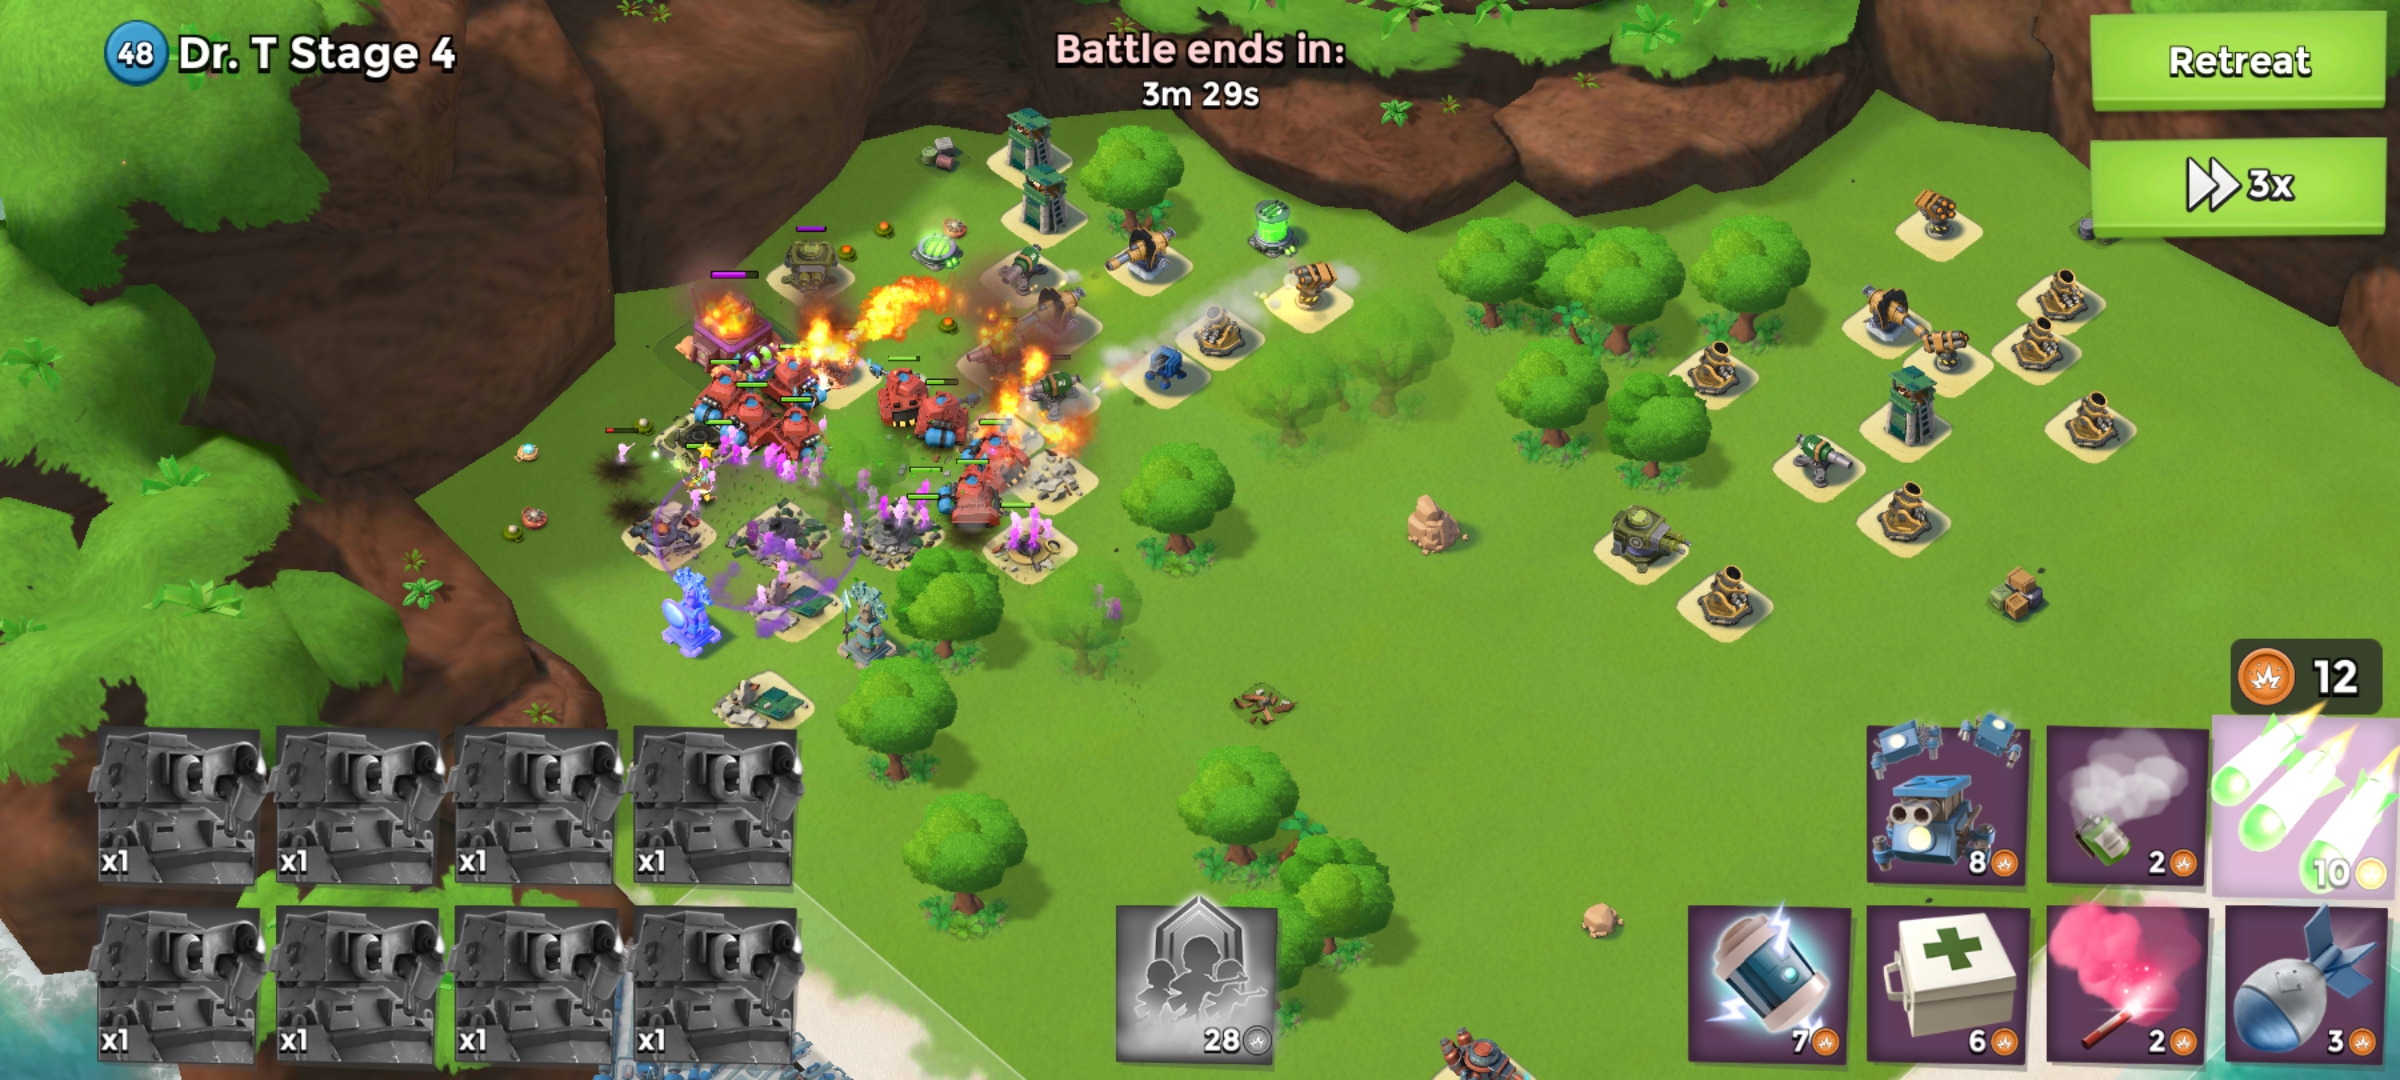 48 Dr. T Stage 4
Battle ends in:
3m 29s
Retreat
3x
12
8
2
10
x1
x1
x1
x1
x1
x1
x1
x1
28
7
6
2
3